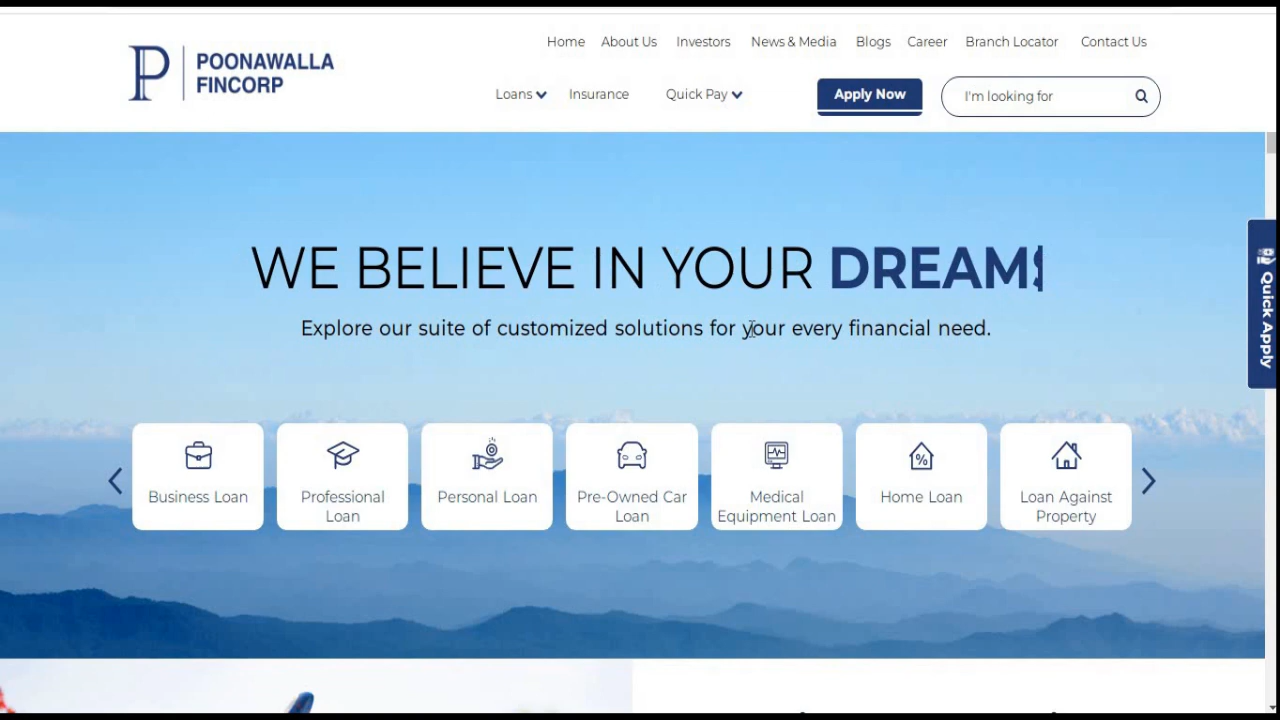 Home About Us Investors News & Media Blogs Career Branch Locator Contact Us
POONAWALLA
FINCORP
Loans Insurance Quick Pay Apply Now I'm looking for
WE BELIEVE IN YOUR DREAMS
Explore our suite of customized solutions for your every financial need.
Quick Apply
Business Loan
Professional
Loan
Personal Loan
Pre-Owned Car
Loan
Medical
Equipment Loan
Home Loan
Loan Against
Property